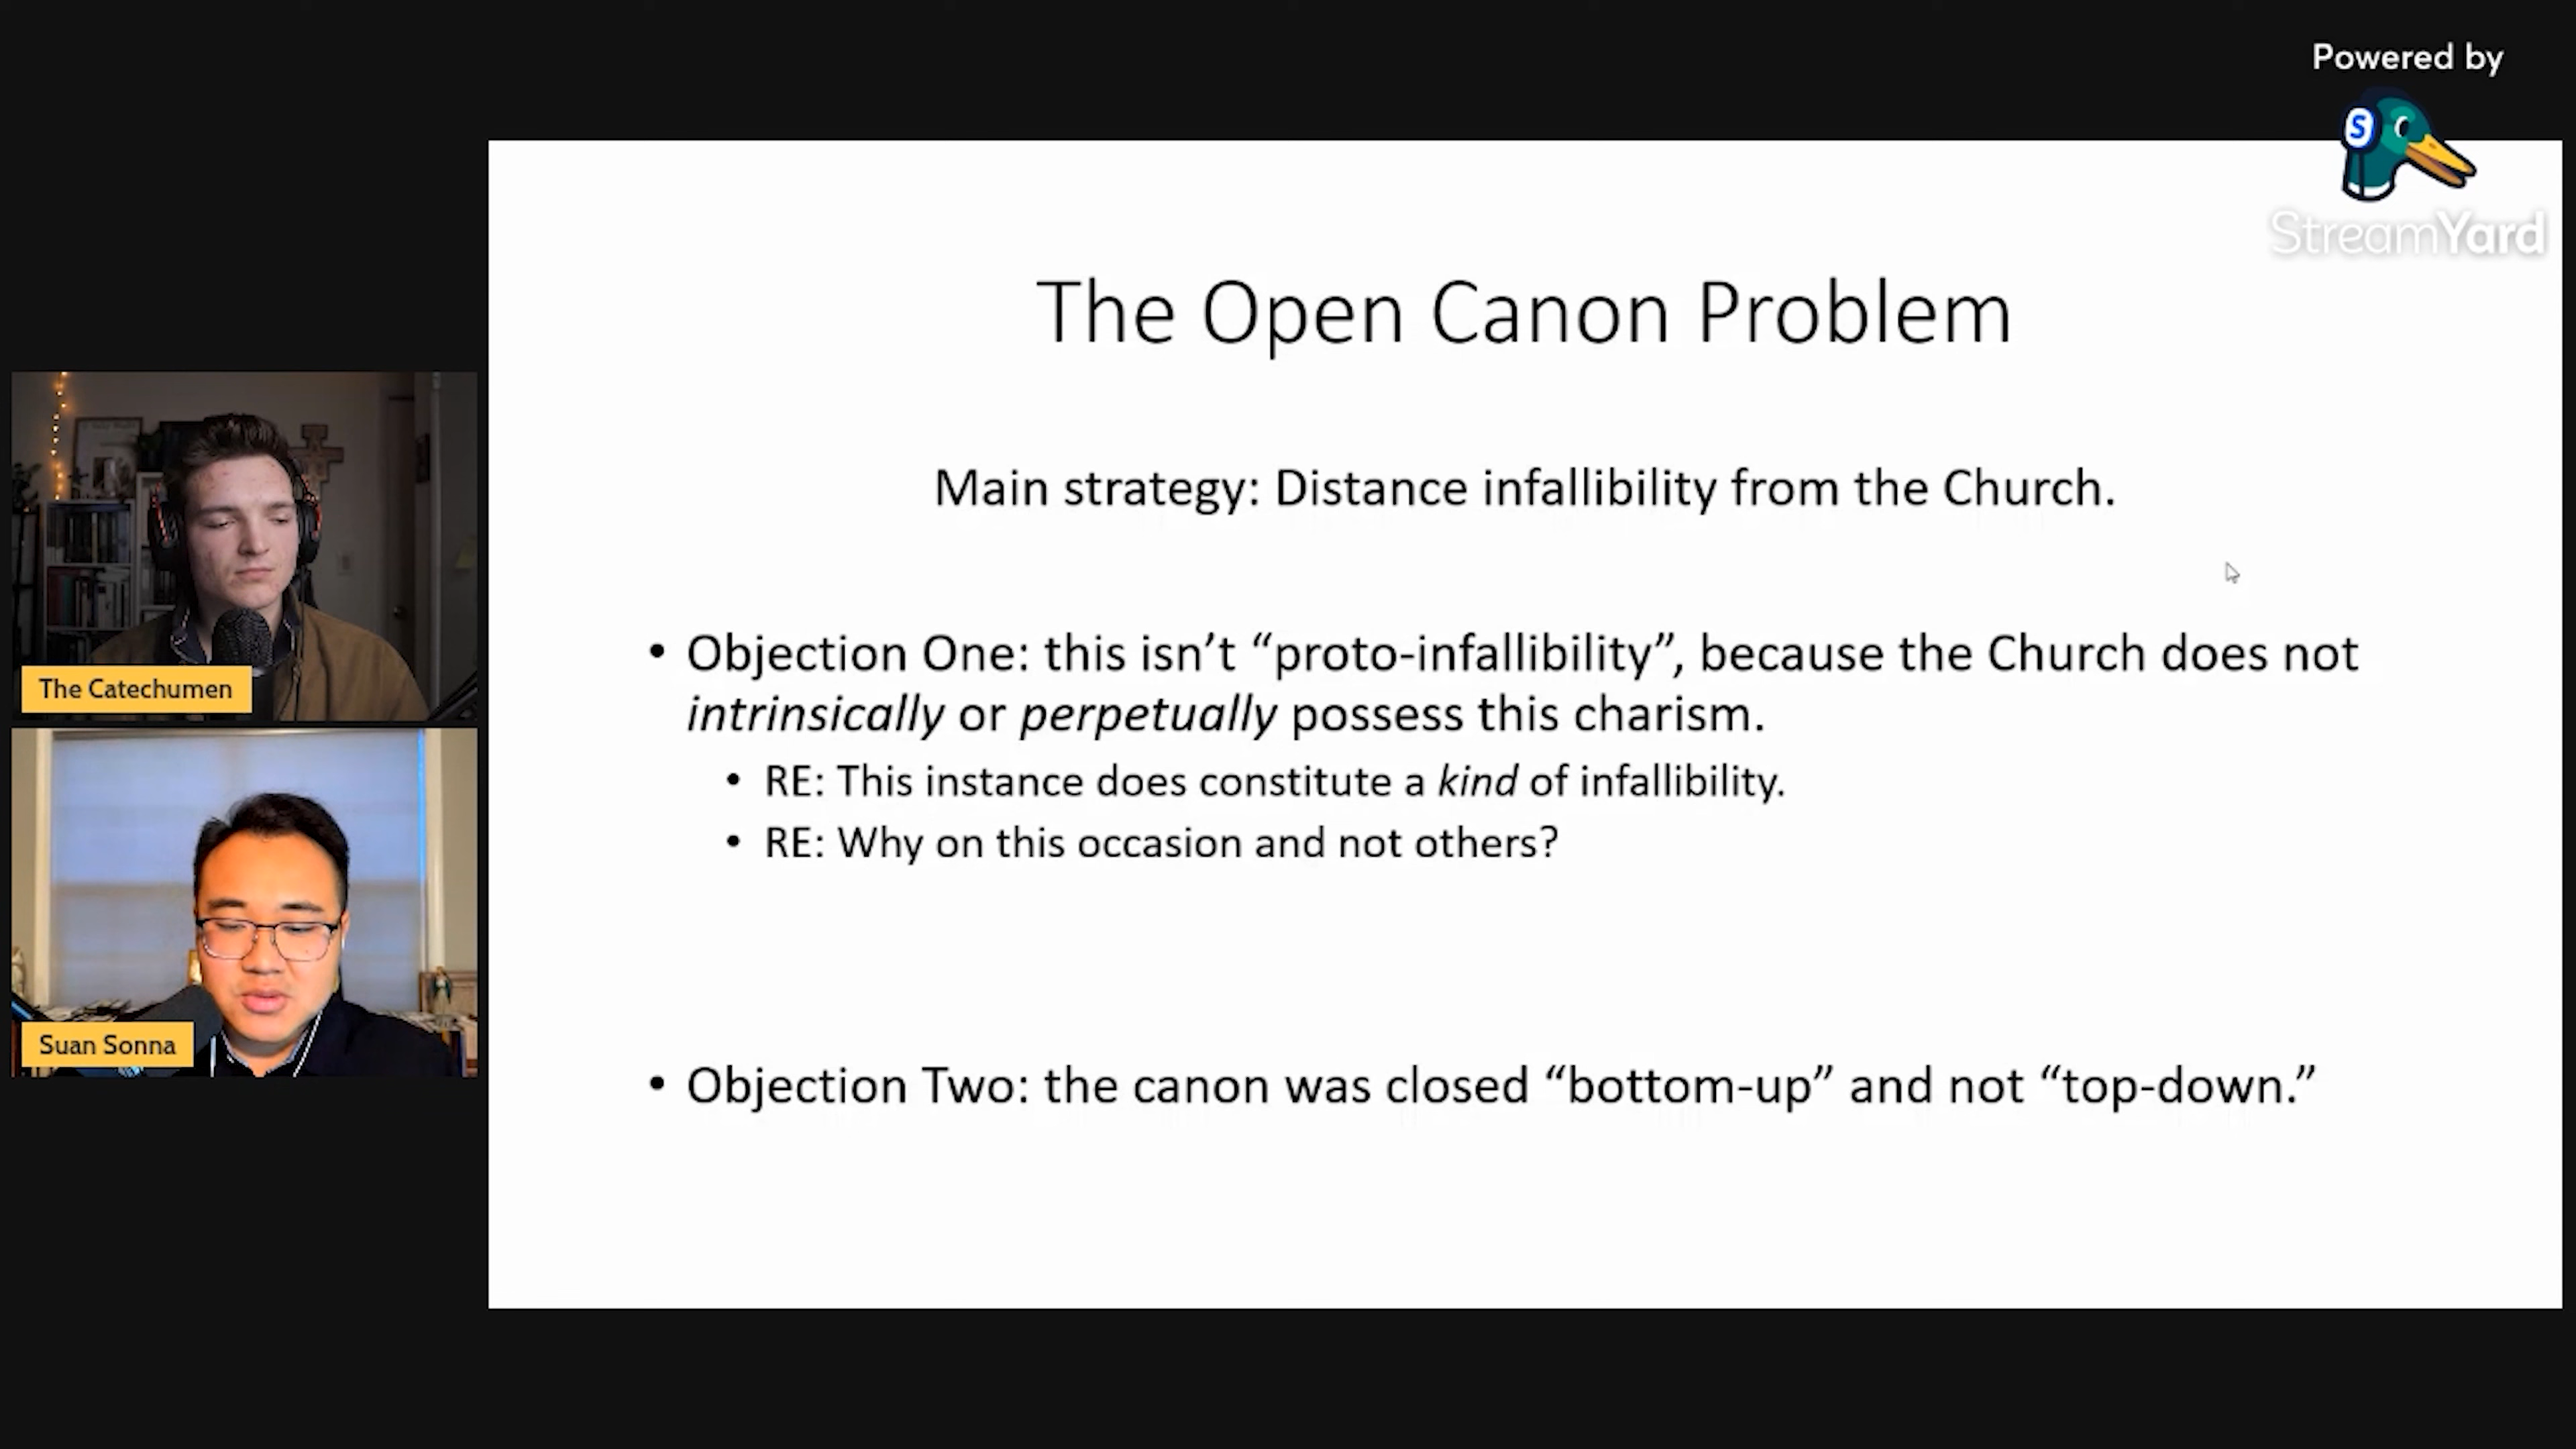 Powered by
S
StreamYard
The Open Canon Problem
Main strategy: Distance infallibility from the Church.
• Objection One: this isn’t “proto-infallibility”, because the Church does not
intrinsically or perpetually possess this charism.
• RE: This instance does constitute a kind of infallibility.
• RE: Why on this occasion and not others?
• Objection Two: the canon was closed “bottom-up” and not “top-down.”
The Catechumen
Suan Sonna